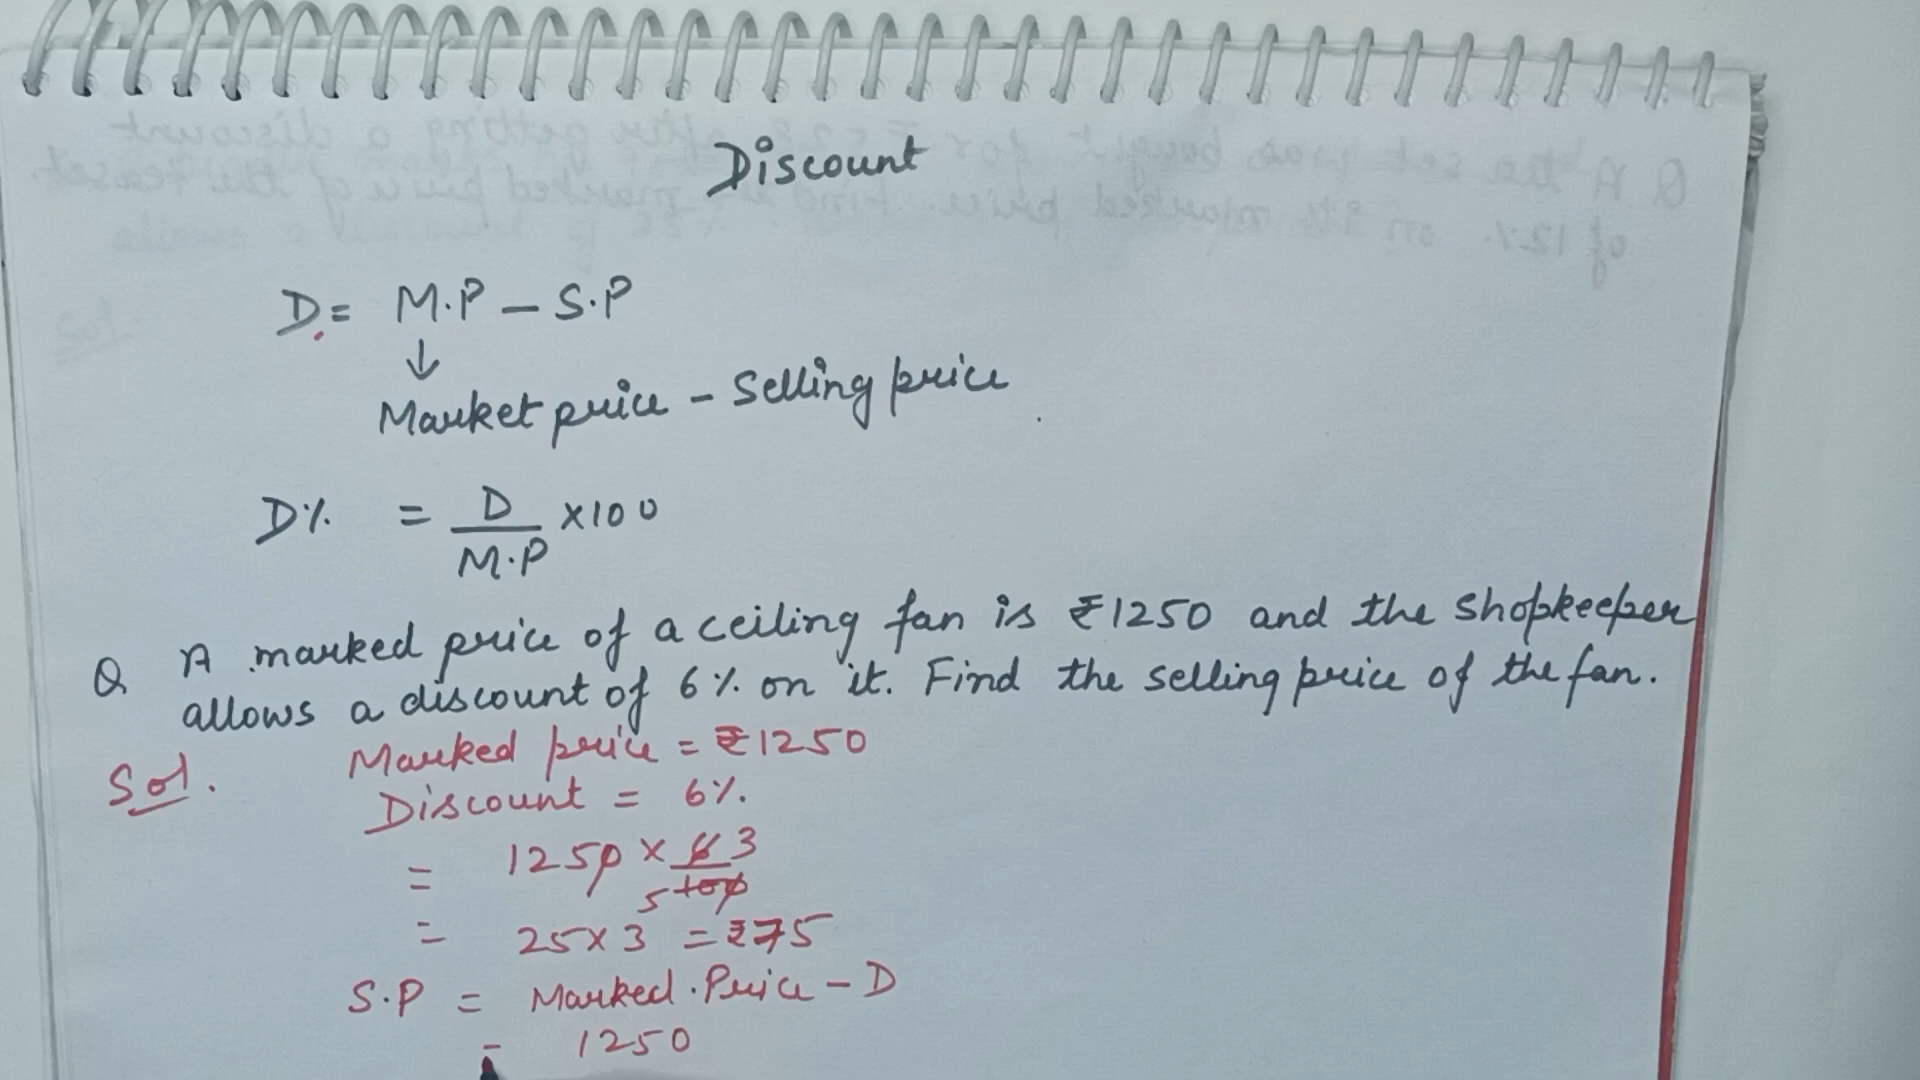 Discount
D = M.P - S.P
↓
Market price - Selling price
D% = D/M.P ×100
Q A marked price of a ceiling fan is ₹1250 and the shopkeeper
allows a discount of 6% on it. Find the selling price of the fan.
Sol. Marked price = ₹1250
Discount = 6%.
= 1250 × 6 3 / 5 100
= 25 × 3 = ₹75
S.P = Marked.Price - D
= 1250